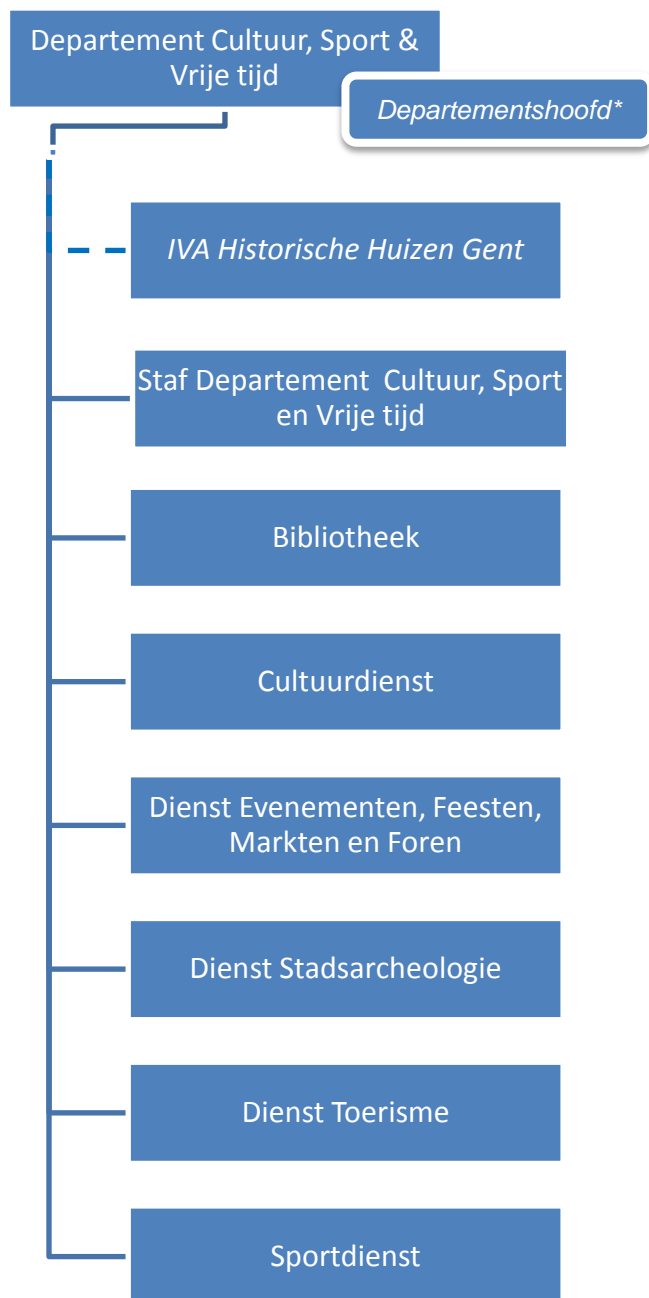 Departement Cultuur, Sport &
Vrije tijd
Departementshoofd*
IVA Historische Huizen Gent
Staf Departement Cultuur, Sport
en Vrije tijd
Bibliotheek
Cultuurdienst
Dienst Evenementen, Feesten,
Markten en Foren
Dienst Stadsarcheologie
Dienst Toerisme
Sportdienst